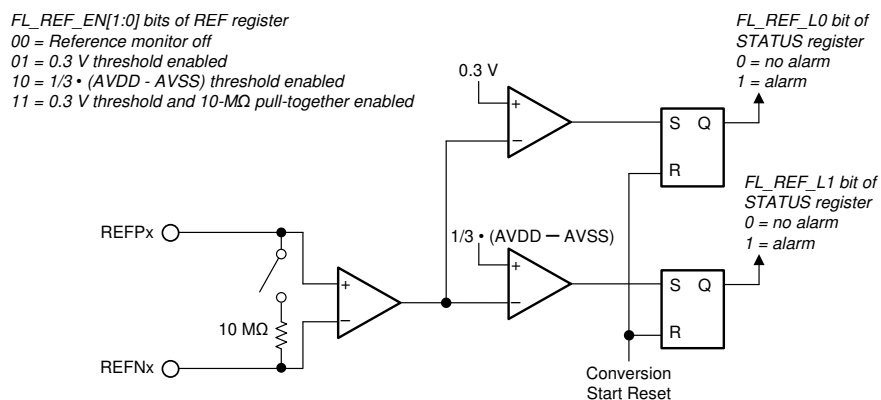 FL_REF_EN[1:0] bits of REF register
00 = Reference monitor off
01 = 0.3 V threshold enabled
10 = 1/3 • (AVDD - AVSS) threshold enabled
11 = 0.3 V threshold and 10-MΩ pull-together enabled
FL_REF_L0 bit of
STATUS register
0 = no alarm
1 = alarm
0.3 V
+
−
S Q
R
FL_REF_L1 bit of
STATUS register
0 = no alarm
1 = alarm
REFPx
1/3 • (AVDD − AVSS)
+
−
S Q
R
+
−
10 MΩ
REFNx
Conversion
Start Reset